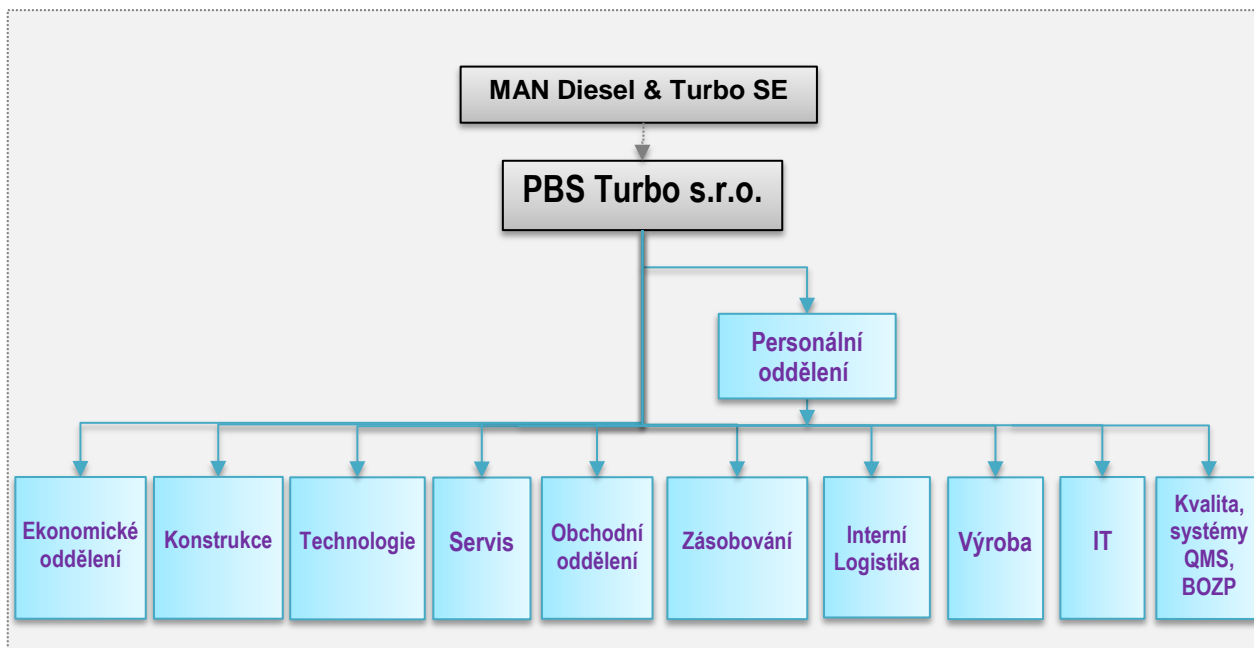 MAN Diesel & Turbo SE
PBS Turbo s.r.o.
Personální
oddělení
Ekonomické
oddělení
Konstrukce
Technologie
Servis
Obchodní
oddělení
Zásobování
Interní
Logistika
Výroba
IT
Kvalita,
systémy
QMS,
BOZP